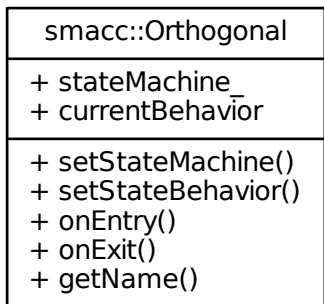 smacc::Orthogonal
+ stateMachine_
+ currentBehavior
+ setStateMachine()
+ setStateBehavior()
+ onEntry()
+ onExit()
+ getName()